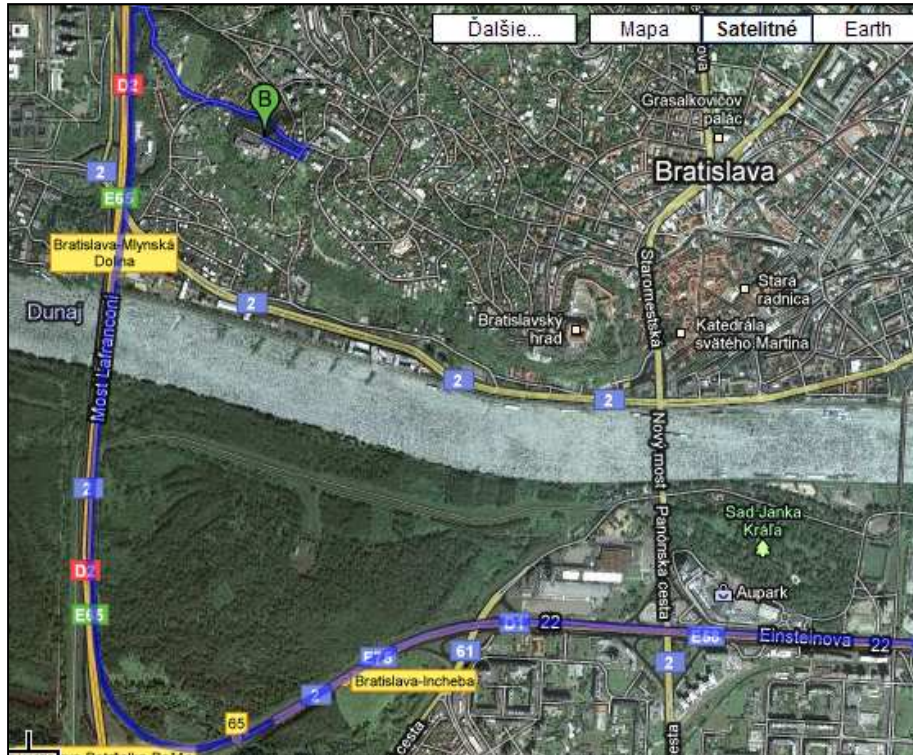 Ďalšie...
Mapa
Satelitné
Earth
D2
B
Grasalkovičov
palác
2
Bratislava
E65
Bratislava-Mlynská
Dolina
Staromestská
Stará
radnica
Dunaj
2
Bratislavský
hrad
Katedrála
svätého Martina
Most Lafranconi
2
2
Nový most
2
Panónska cesta
Sad Janka
Kráľa
D2
Aupark
E65
D1
22
E58
Einsteinova
22
E75
61
2
Bratislava-Incheba
2
65
cesta
cesta